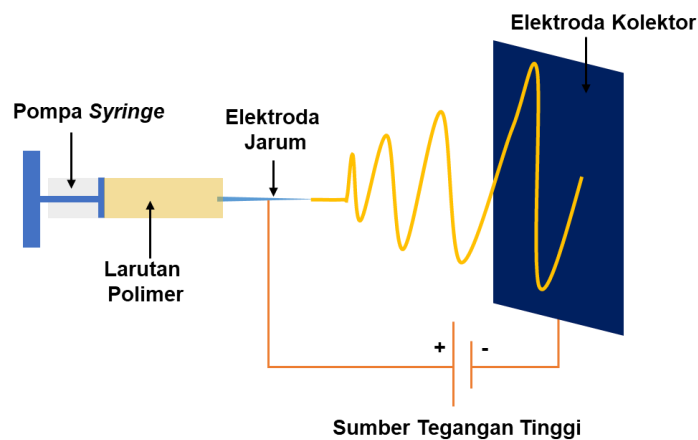 Elektroda Kolektor
Pompa Syringe
Elektroda
Jarum
Larutan
Polimer
+ -
Sumber Tegangan Tinggi